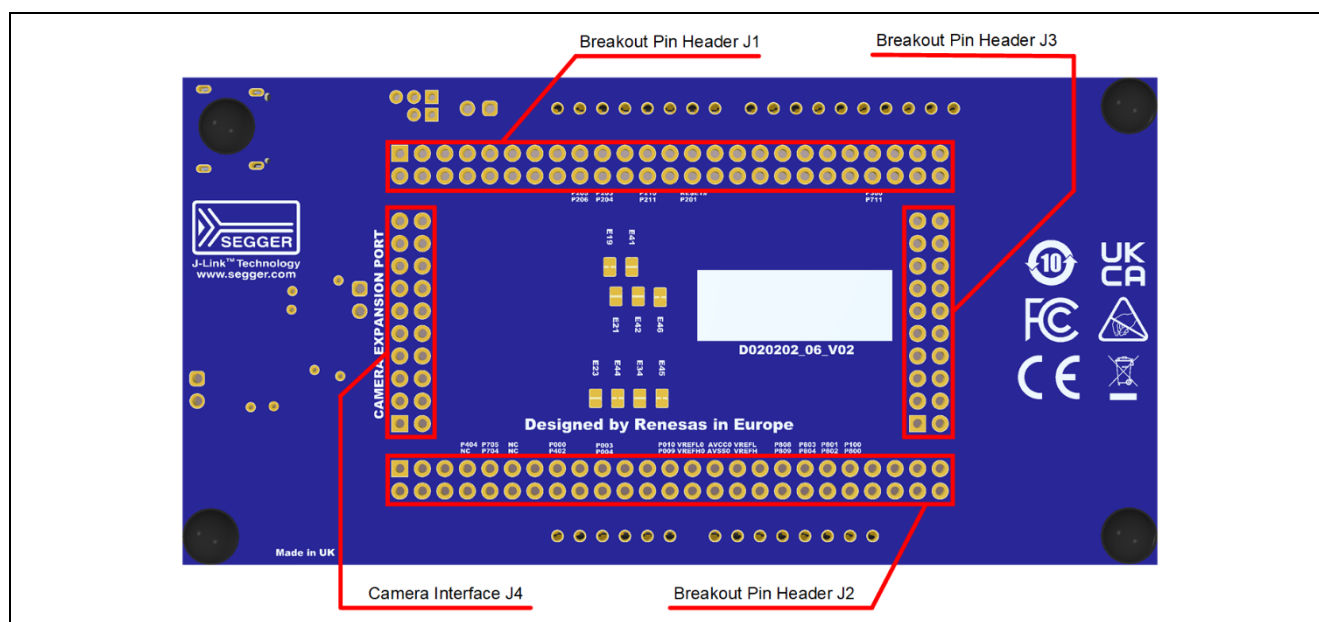 Breakout Pin Header J1
Breakout Pin Header J3
P206 P204 P211 P201 P711
SEGGER
J-Link™ Technology
www.segger.com
CAMERA EXPANSION PORT
E19 E41
E21 E42 E46
E23 E44 E34 E45
D020202_06_V02
10
UK
CA
FC
CE
Designed by Renesas in Europe
P404 P705 NC P000 P003 P010 VREFL0 AVCC0 VREFL P808 P803 P801 P100
NC P704 NC P402 P004 P009 VREFH0 AVSS0 VREFH P809 P804 P802 P800
Made in UK
Camera Interface J4
Breakout Pin Header J2